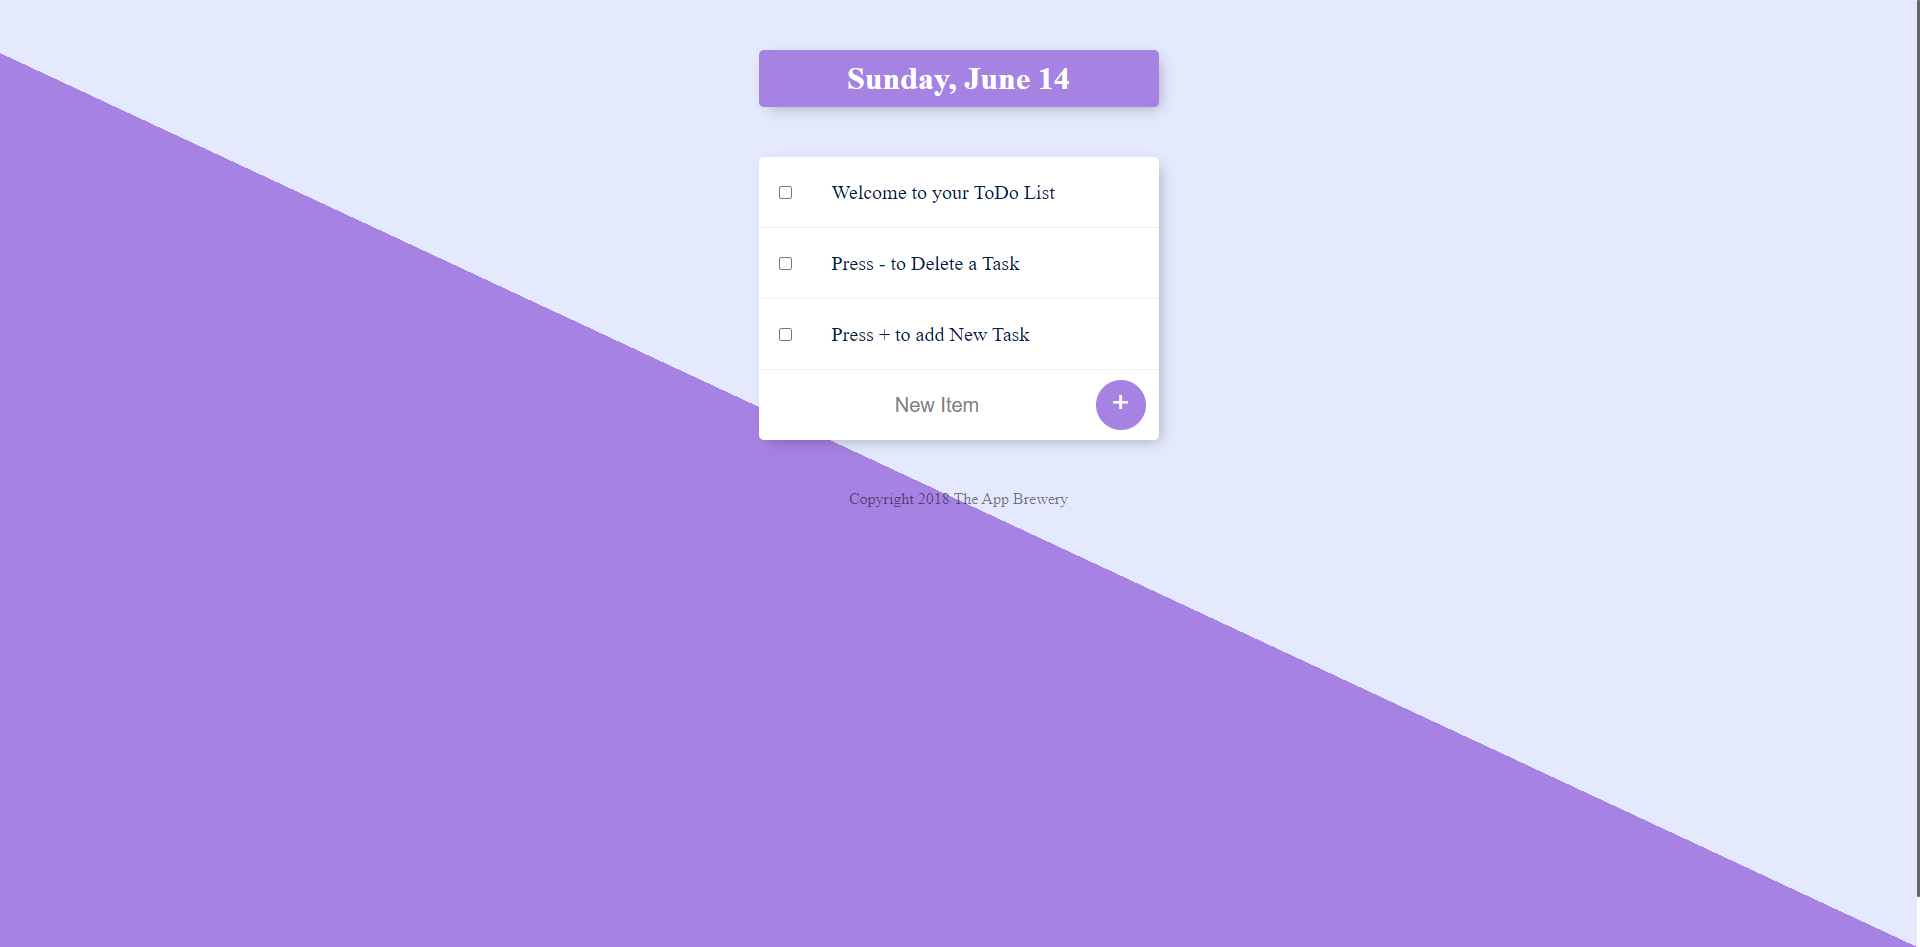 Sunday, June 14
Welcome to your ToDo List
Press - to Delete a Task
Press + to add New Task
New Item +
Copyright 2018 The App Brewery